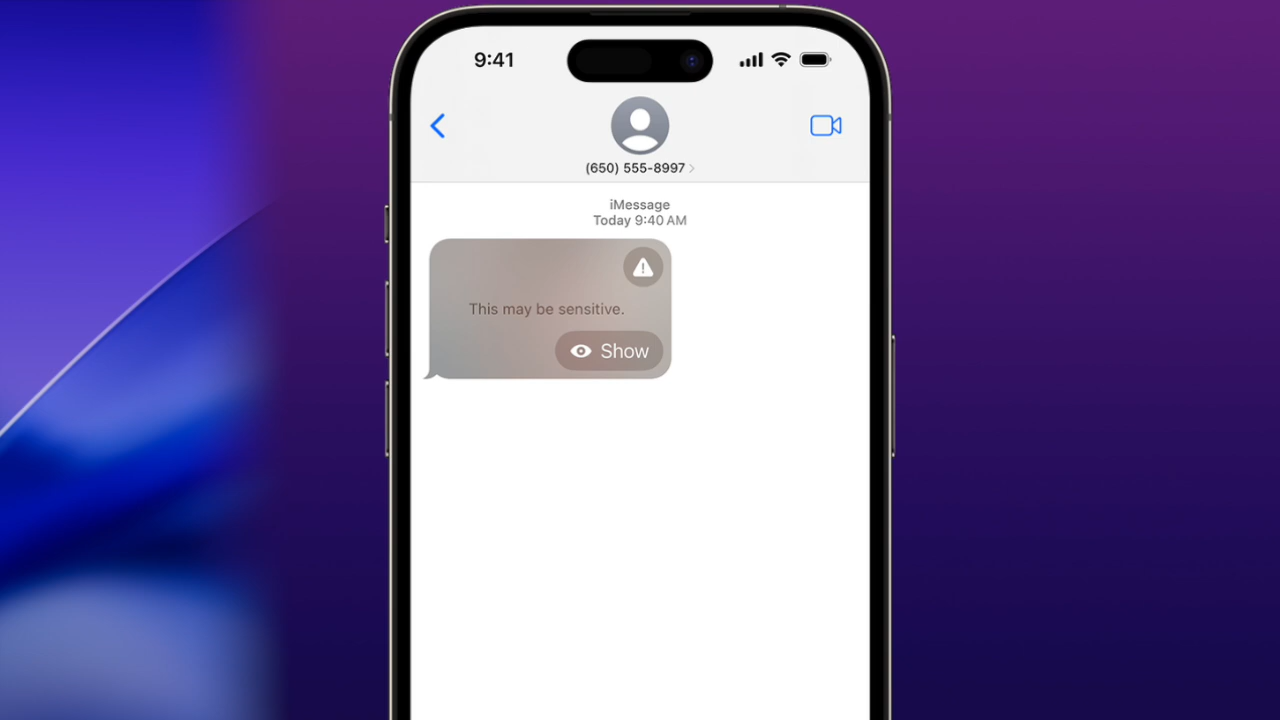 9:41
(650) 555-8997
iMessage
Today 9:40 AM
This may be sensitive.
Show